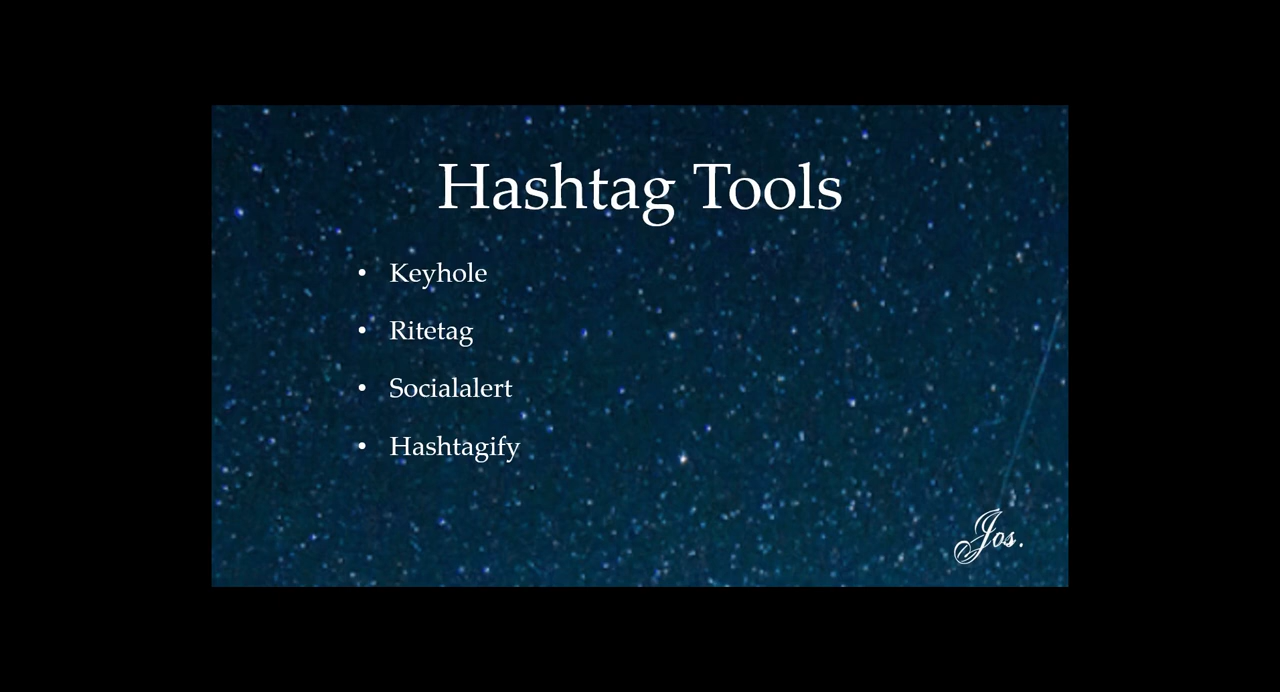 Hashtag Tools
• Keyhole
• Ritetag
• Socialalert
• Hashtagify
Jos.